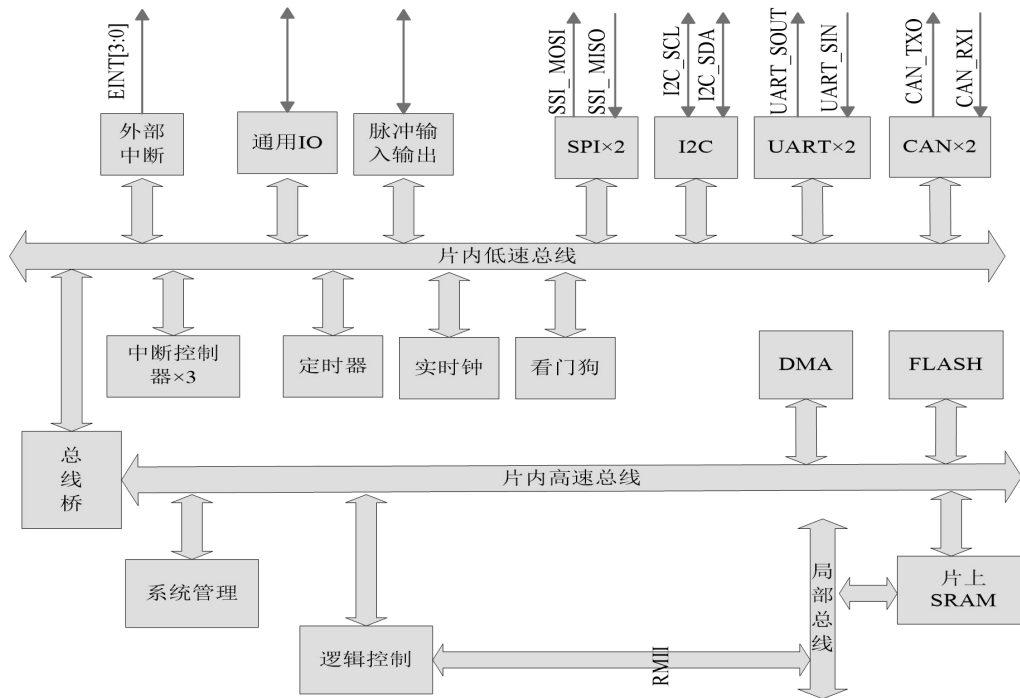 EINT[3:0]
SSI_ MOSI
SSI_ MISO
I2C_SCL
I2C_SDA
UART_SOUT
UART_SIN
CAN_TXO
CAN_RXI
外部
中断
通用IO
脉冲输
入输出
SPI×2
I2C
UART×2
CAN×2
片内低速总线
中断控制
器×3
定时器
实时钟
看门狗
DMA
FLASH
总
线
桥
片内高速总线
系统管理
逻辑控制
RMII
局
部
总
线
片上
SRAM